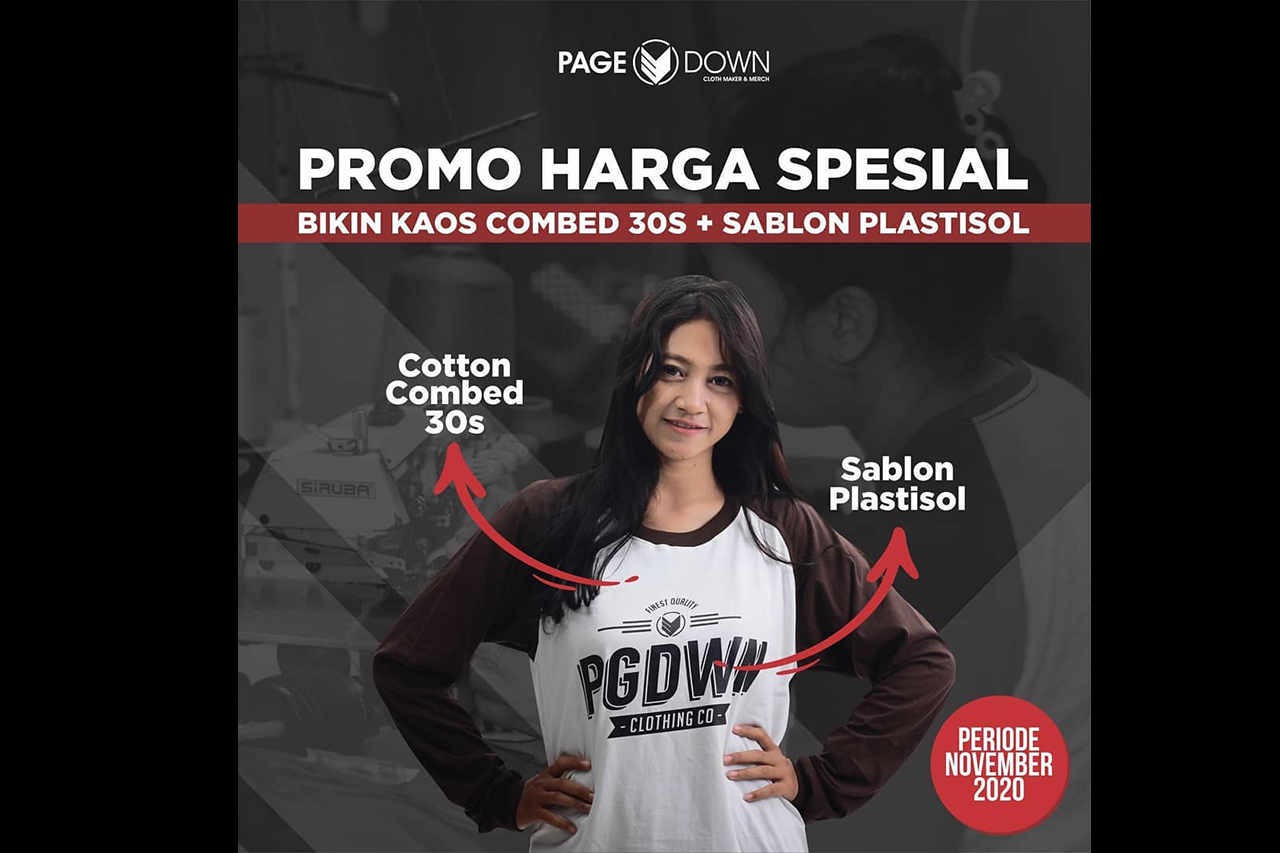 PAGE DOWN
CLOTH MAKER & MERCH
PROMO HARGA SPESIAL
BIKIN KAOS COMBED 30S + SABLON PLASTISOL
Cotton
Combed
30s
Sablon
Plastisol
SIRUBA
FINEST QUALITY
PGDWN
- CLOTHING CO -
PERIODE
NOVEMBER
2020